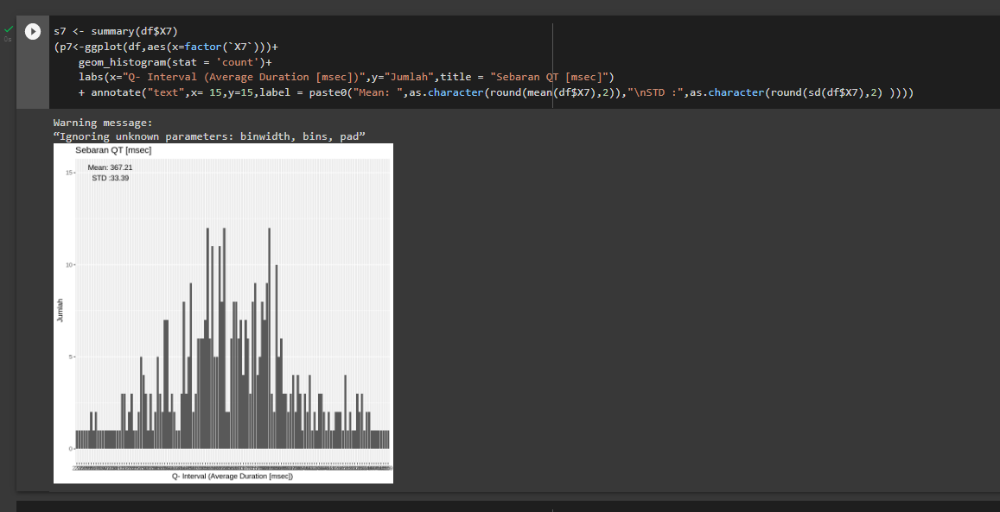 s7 <- summary(df$X7)
(p7<-ggplot(df,aes(x=factor(`X7`)))+
geom_histogram(stat = 'count')+
labs(x="Q- Interval (Average Duration [msec])",y="Jumlah",title = "Sebaran QT [msec]")
+ annotate("text",x= 15,y=15,label = paste0("Mean: ",as.character(round(mean(df$X7),2)),"\nSTD :",as.character(round(sd(df$X7),2) ))))
0s
Warning message:
“Ignoring unknown parameters: binwidth, bins, pad”
Sebaran QT [msec]
Mean: 367.21
STD :33.39
15
10
5
0
Jumlah
Q- Interval (Average Duration [msec])